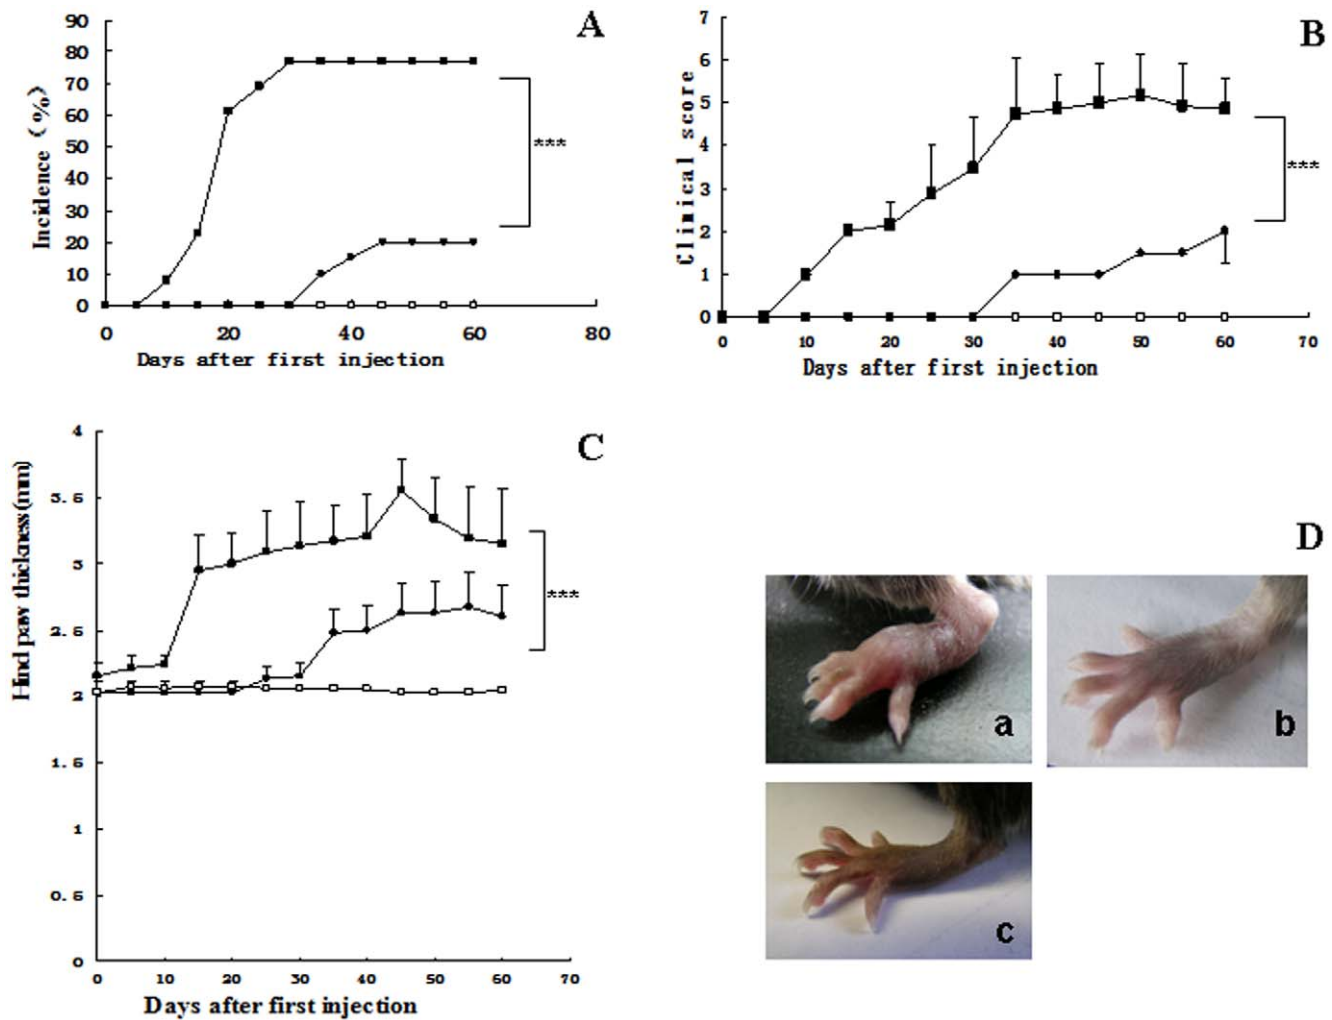 A
90
80
70
60
50
40
30
20
10
0
Incidence (%)
0 20 40 60 80
Days after first injection
***
B
7
6
5
4
3
2
1
0
Clinical score
0 10 20 30 40 50 60 70
Days after first injection
***
C
4
3.5
3
2.5
2
1.5
1
0.5
0
Hind paw thickness(mm)
0 10 20 30 40 50 60 70
Days after first injection
***
D
a
b
c